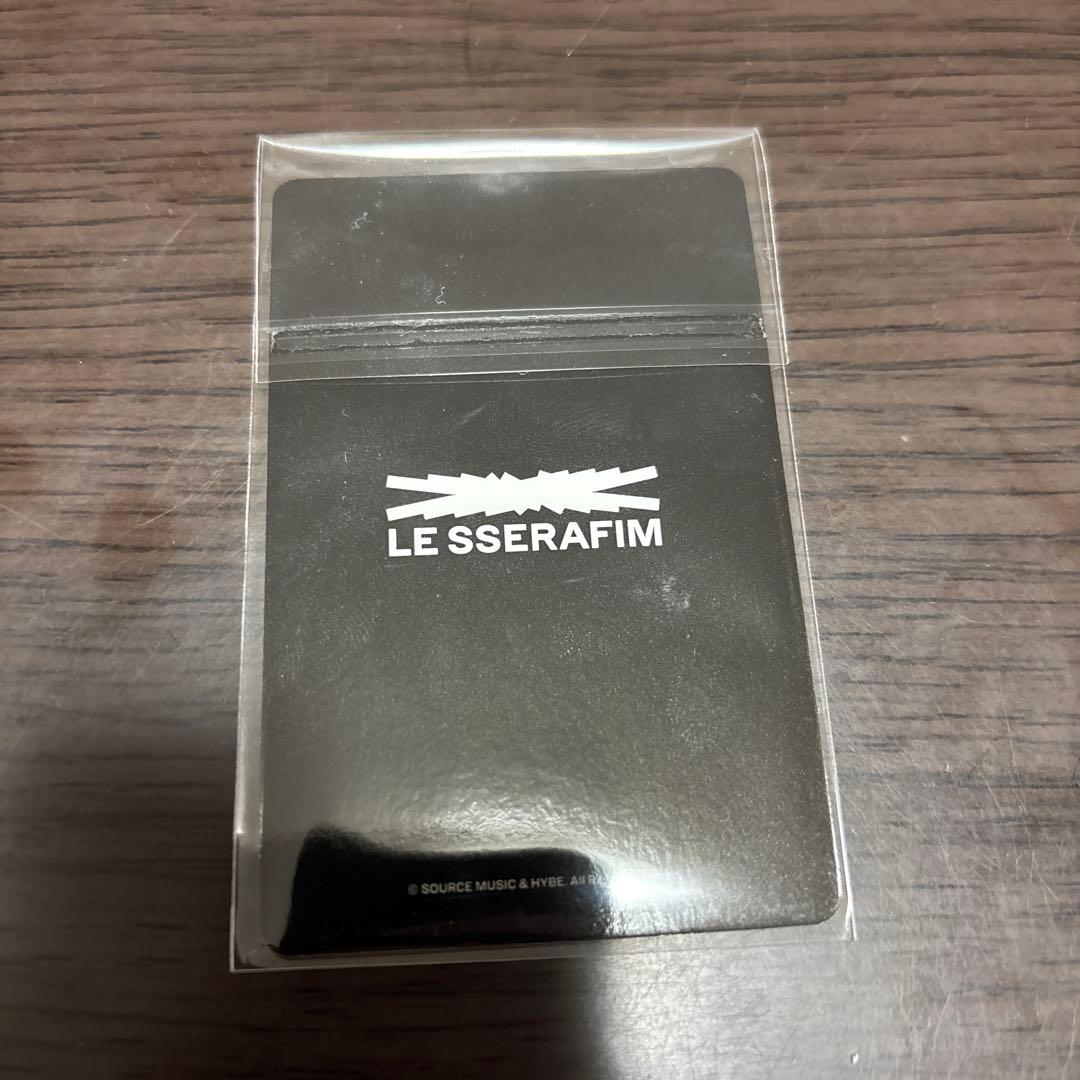 LE SSERAFIM
© SOURCE MUSIC & HYBE. All